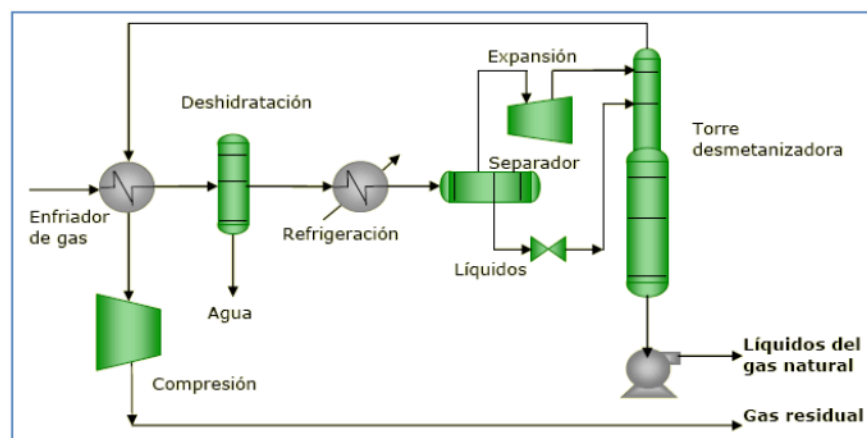 Expansión
Deshidratación
Torre
desmetanizadora
Separador
Enfriador
de gas
Refrigeración
Líquidos
Agua
Líquidos del
gas natural
Compresión
Gas residual